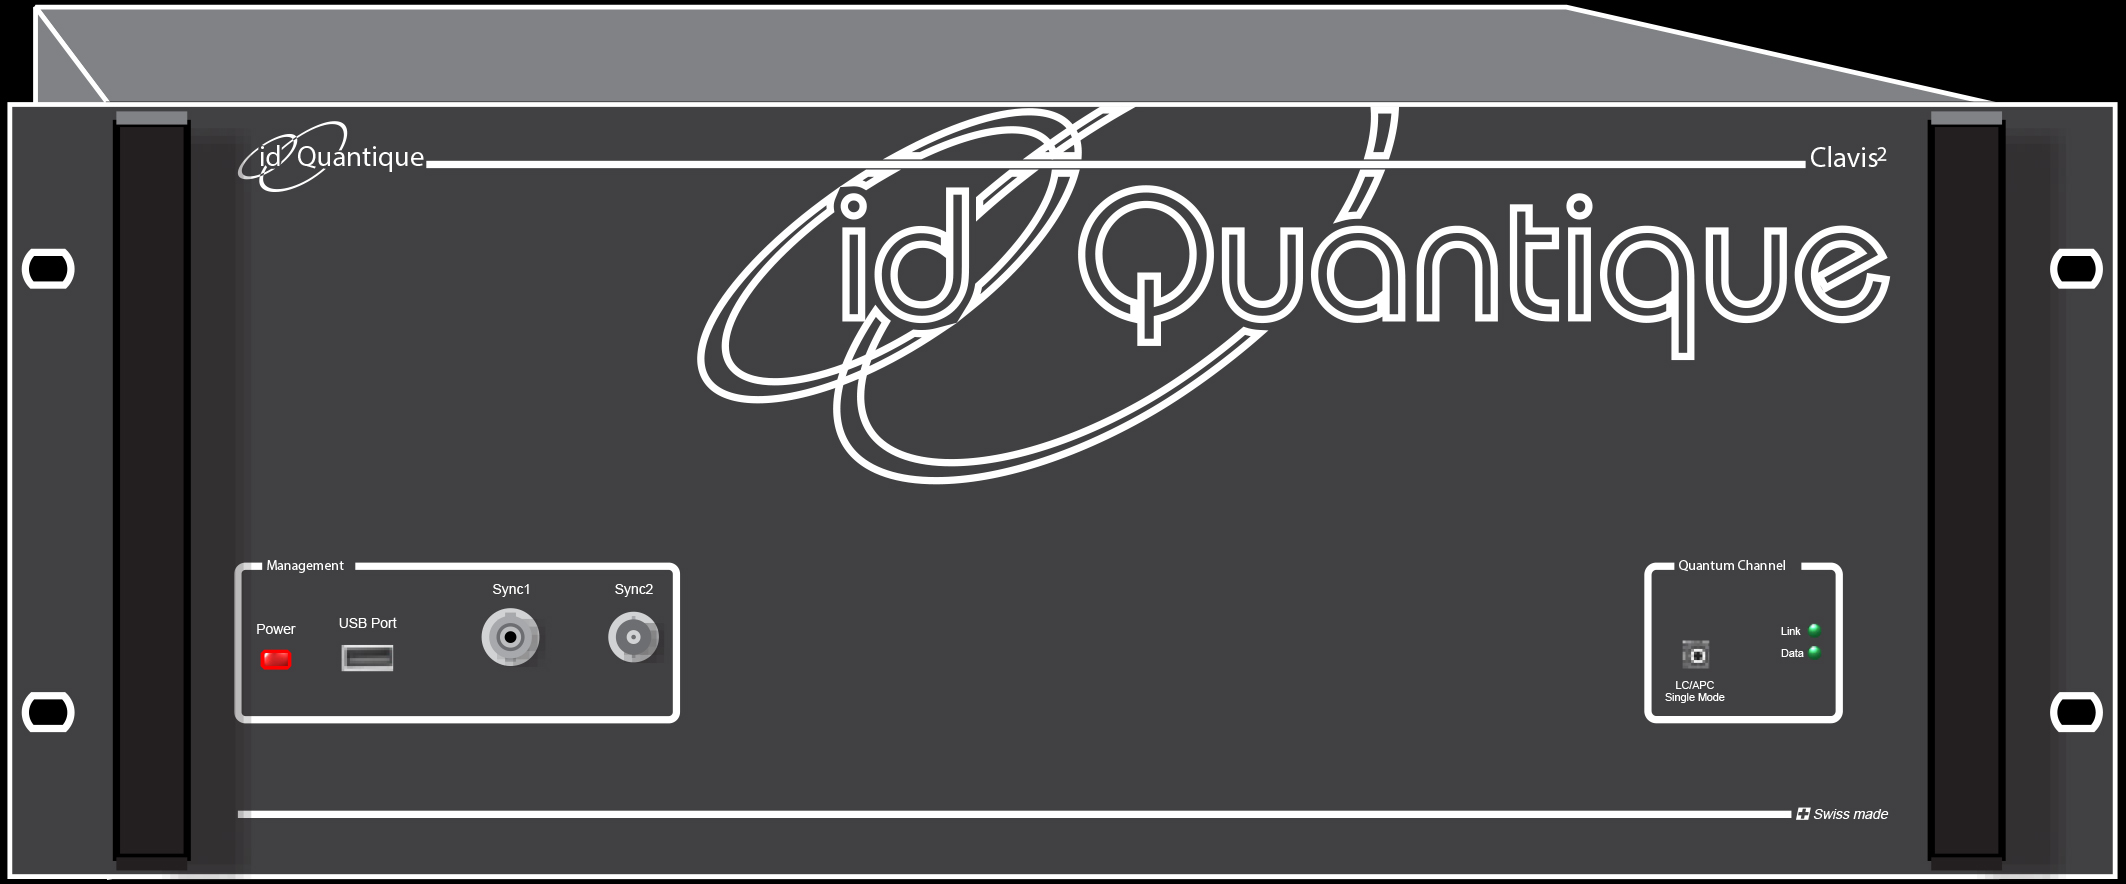 id Quantique
Clavis²
id Quantique
Management
Sync1
Sync2
Power
USB Port
Quantum Channel
Link
Data
LC/APC
Single Mode
Swiss made